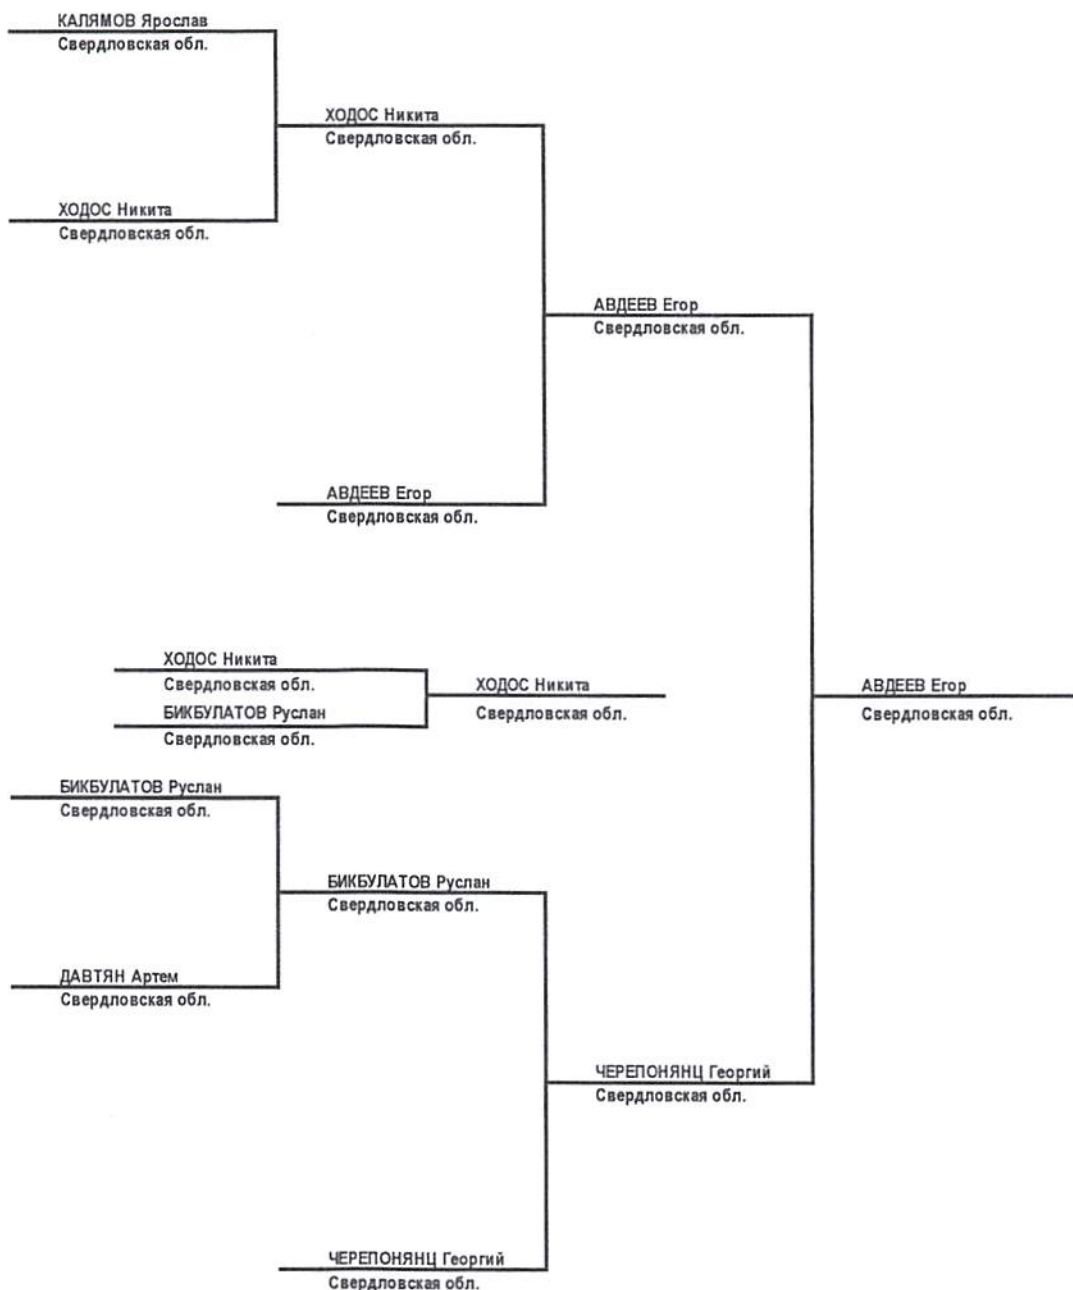 КАЛЯМОВ Ярослав
Свердловская обл.
ХОДОС Никита
Свердловская обл.
ХОДОС Никита
Свердловская обл.
АВДЕЕВ Егор
Свердловская обл.
АВДЕЕВ Егор
Свердловская обл.
ХОДОС Никита
Свердловская обл.
БИКБУЛАТОВ Руслан
Свердловская обл.
ХОДОС Никита
Свердловская обл.
АВДЕЕВ Егор
Свердловская обл.
БИКБУЛАТОВ Руслан
Свердловская обл.
БИКБУЛАТОВ Руслан
Свердловская обл.
ДАВТЯН Артем
Свердловская обл.
ЧЕРЕПОНЯНЦ Георгий
Свердловская обл.
ЧЕРЕПОНЯНЦ Георгий
Свердловская обл.